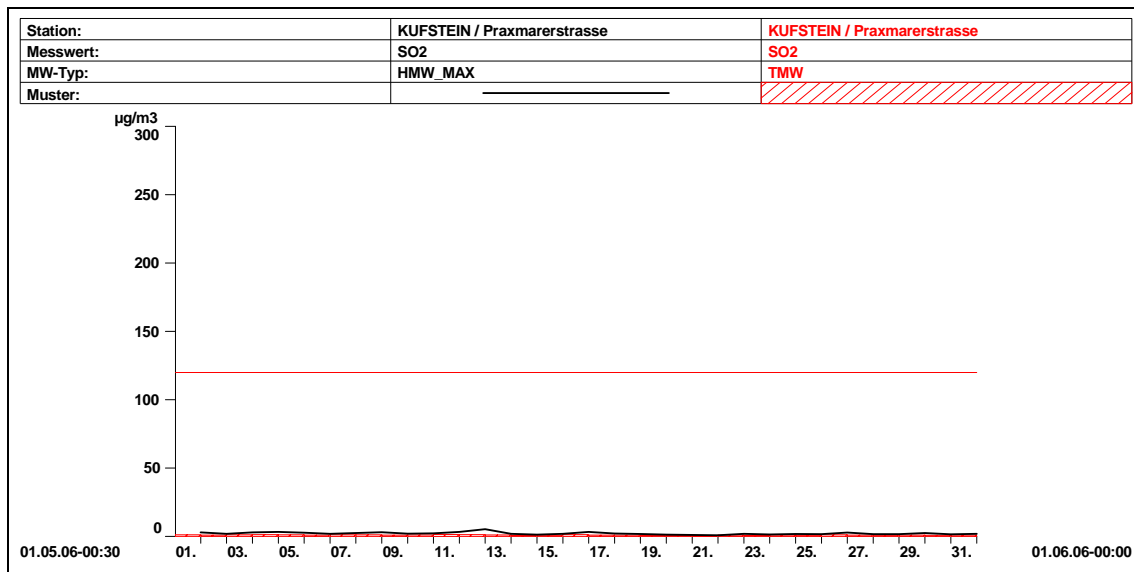 Station: KUFSTEIN / Praxmarerstrasse KUFSTEIN / Praxmarerstrasse
Messwert: SO2 SO2
MW-Typ: HMW_MAX TMW
Muster:
µg/m3
300
250
200
150
100
50
0
01.05.06-00:30 01. 03. 05. 07. 09. 11. 13. 15. 17. 19. 21. 23. 25. 27. 29. 31. 01.06.06-00:00